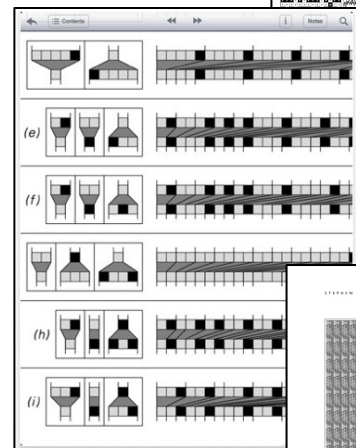 Contents
Notes
(e)
(f)
(h)
(i)
STEPHEN